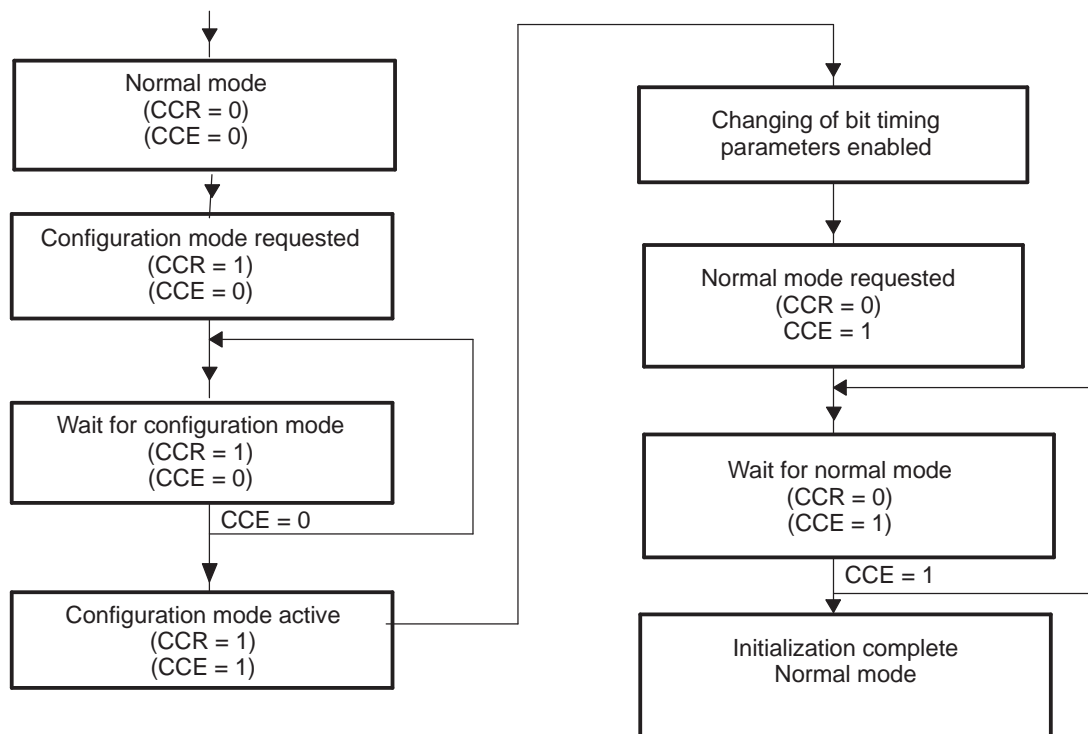 Normal mode
(CCR = 0)
(CCE = 0)
Configuration mode requested
(CCR = 1)
(CCE = 0)
Wait for configuration mode
(CCR = 1)
(CCE = 0)
CCE = 0
Configuration mode active
(CCR = 1)
(CCE = 1)
Changing of bit timing
parameters enabled
Normal mode requested
(CCR = 0)
CCE = 1
Wait for normal mode
(CCR = 0)
(CCE = 1)
CCE = 1
Initialization complete
Normal mode